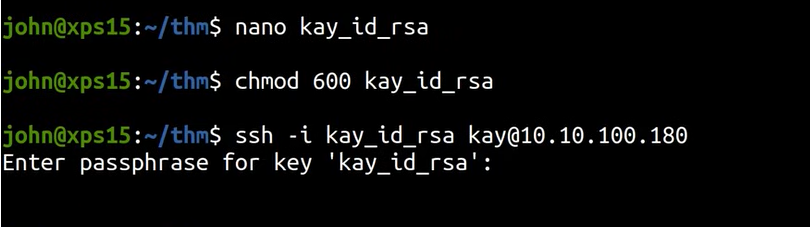 john@xps15:~/thm$ nano kay_id_rsa
john@xps15:~/thm$ chmod 600 kay_id_rsa
john@xps15:~/thm$ ssh -i kay_id_rsa kay@10.10.100.180
Enter passphrase for key 'kay_id_rsa':